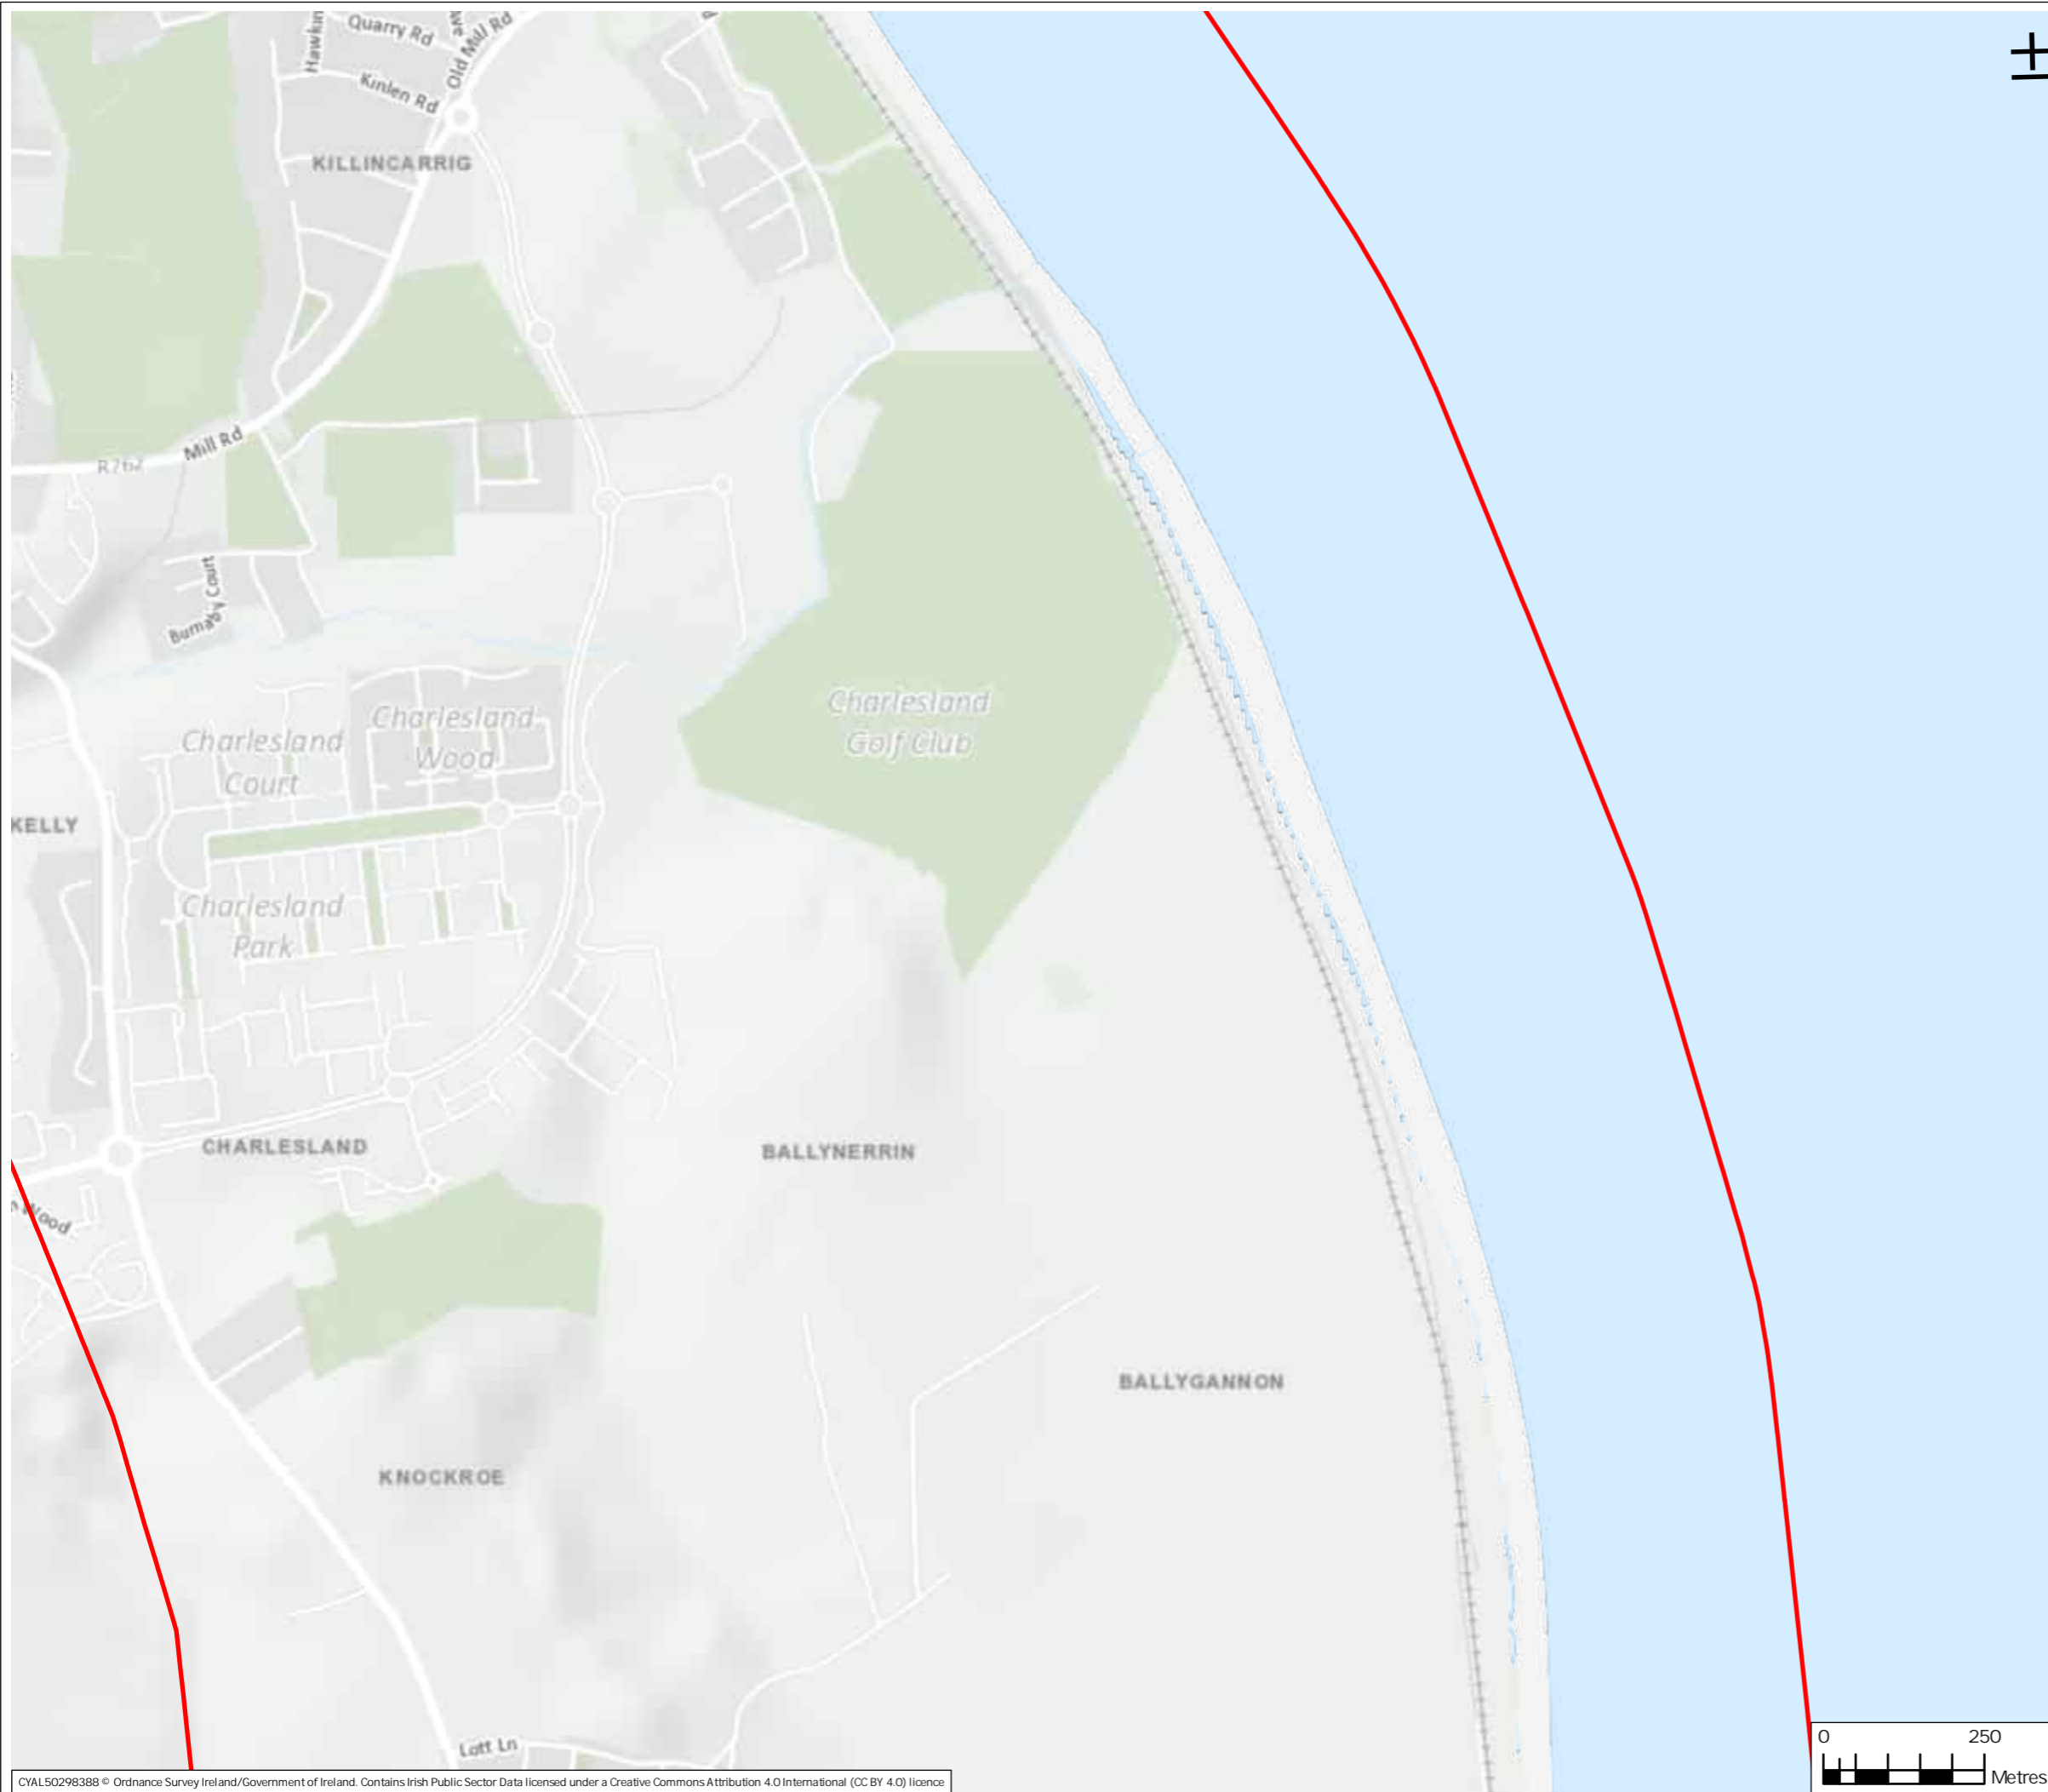 Quarry Rd
Old Mill Rd
Kinlen Rd
KILLINCARRIG
Mill Rd
R762
Burnaby Court
Charlesland
Golf Club
Charlesland
Wood
Charlesland
Court
KELLY
Charlesland
Park
CHARLESLAND
BALLYNERRIN
Wood
BALLYGANNON
KNOCKROE
Lott Ln
0 250
Metres
CYAL50298388 © Ordnance Survey Ireland/Government of Ireland. Contains Irish Public Sector Data licensed under a Creative Commons Attribution 4.0 International (CC BY 4.0) licence